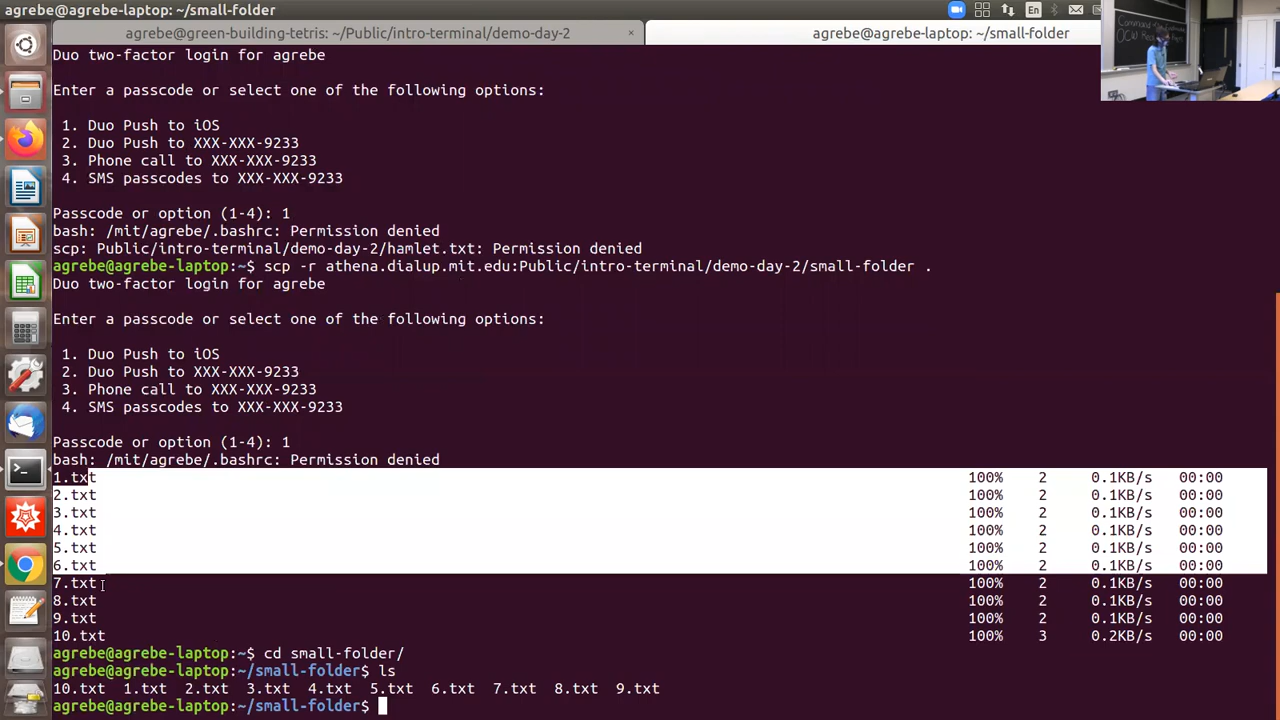 agrebe@agrebe-laptop: ~/small-folder
En
agrebe@green-building-tetris: ~/Public/intro-terminal/demo-day-2 ×
agrebe@agrebe-laptop: ~/small-folder
Duo two-factor login for agrebe
Enter a passcode or select one of the following options:
1. Duo Push to iOS
2. Duo Push to XXX-XXX-9233
3. Phone call to XXX-XXX-9233
4. SMS passcodes to XXX-XXX-9233
Passcode or option (1-4): 1
bash: /mit/agrebe/.bashrc: Permission denied
scp: Public/intro-terminal/demo-day-2/hamlet.txt: Permission denied
agrebe@agrebe-laptop:~$ scp -r athena.dialup.mit.edu:Public/intro-terminal/demo-day-2/small-folder .
Duo two-factor login for agrebe
Enter a passcode or select one of the following options:
1. Duo Push to iOS
2. Duo Push to XXX-XXX-9233
3. Phone call to XXX-XXX-9233
4. SMS passcodes to XXX-XXX-9233
Passcode or option (1-4): 1
bash: /mit/agrebe/.bashrc: Permission denied
1.txt 100% 2 0.1KB/s 00:00
2.txt 100% 2 0.1KB/s 00:00
3.txt 100% 2 0.1KB/s 00:00
4.txt 100% 2 0.1KB/s 00:00
5.txt 100% 2 0.1KB/s 00:00
6.txt 100% 2 0.1KB/s 00:00
7.txt 100% 2 0.1KB/s 00:00
8.txt 100% 2 0.1KB/s 00:00
9.txt 100% 2 0.1KB/s 00:00
10.txt 100% 3 0.2KB/s 00:00
agrebe@agrebe-laptop:~$ cd small-folder/
agrebe@agrebe-laptop:~/small-folder$ ls
10.txt 1.txt 2.txt 3.txt 4.txt 5.txt 6.txt 7.txt 8.txt 9.txt
agrebe@agrebe-laptop:~/small-folder$